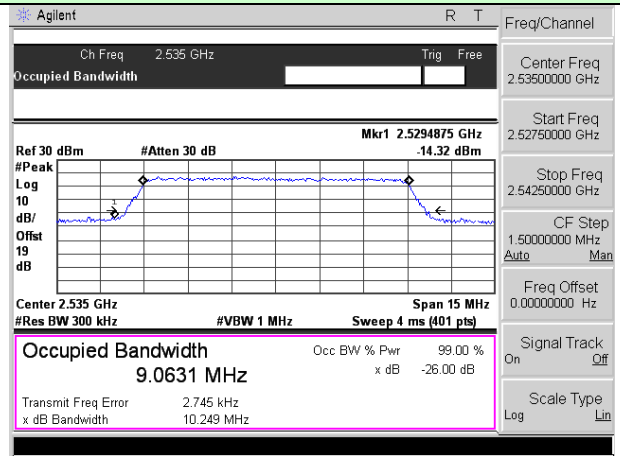 Agilent R T
Ch Freq 2.535 GHz Trig Free
Occupied Bandwidth
Mkr1 2.5294875 GHz
Ref 30 dBm #Atten 30 dB -14.32 dBm
#Peak
Log
10
dB/
Offst
19
dB
1
Center 2.535 GHz Span 15 MHz
#Res BW 300 kHz #VBW 1 MHz Sweep 4 ms (401 pts)
Occupied Bandwidth Occ BW % Pwr 99.00 %
9.0631 MHz x dB -26.00 dB
Transmit Freq Error 2.745 kHz
x dB Bandwidth 10.249 MHz
Freq/Channel
Center Freq
2.53500000 GHz
Start Freq
2.52750000 GHz
Stop Freq
2.54250000 GHz
CF Step
1.50000000 MHz
Auto Man
Freq Offset
0.00000000 Hz
Signal Track
On Off
Scale Type
Log Lin